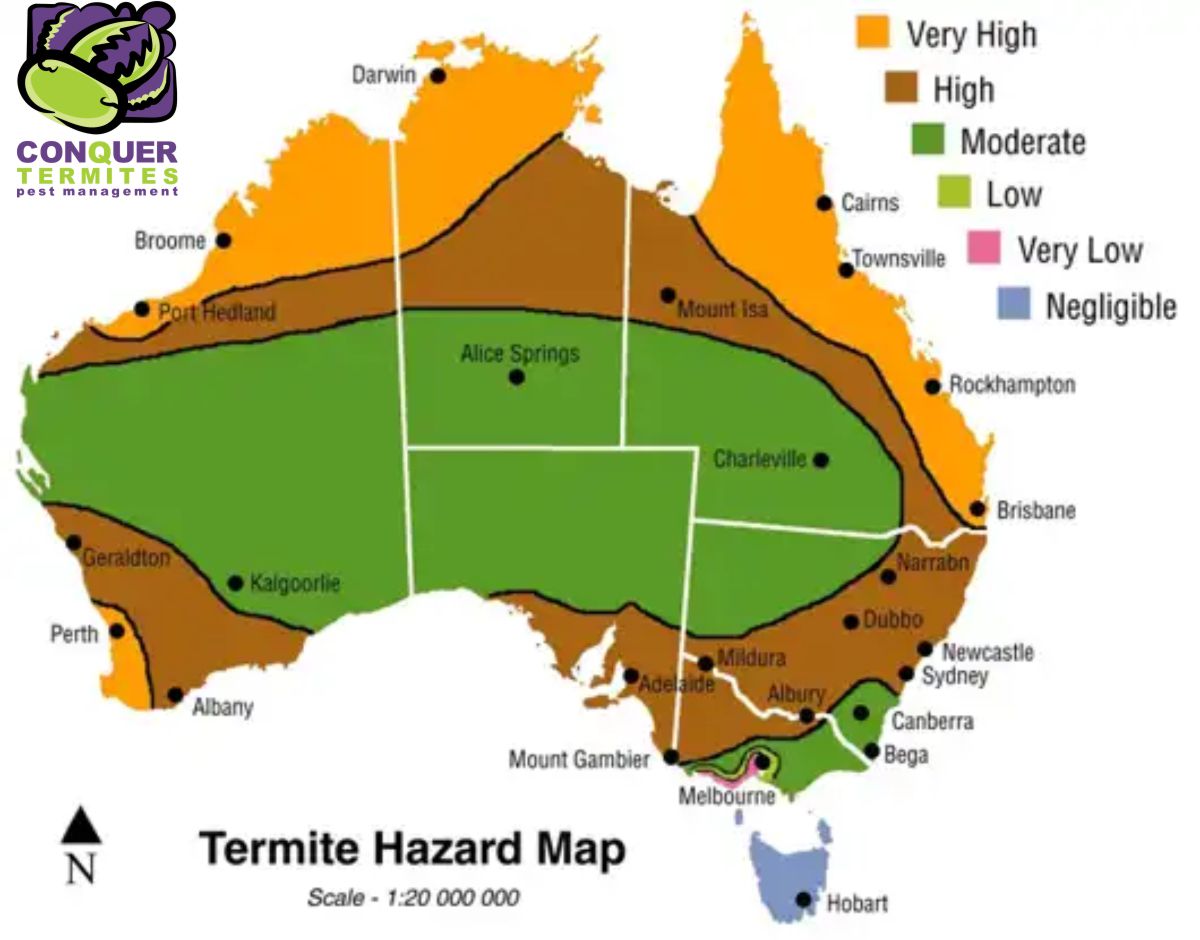 CONQUER
TERMITES
pest management
Very High
High
Moderate
Low
Very Low
Negligible
Darwin
Cairns
Broome
Townsville
Port Hedland
Mount Isa
Alice Springs
Rockhampton
Charleville
Brisbane
Geraldton
Kalgoorlie
Narrabn
Perth
Dubbo
Newcastle
Mildura
Sydney
Adelaide
Albury
Albany
Canberra
Mount Gambier
Bega
Melbourne
N
Termite Hazard Map
Scale - 1:20 000 000
Hobart